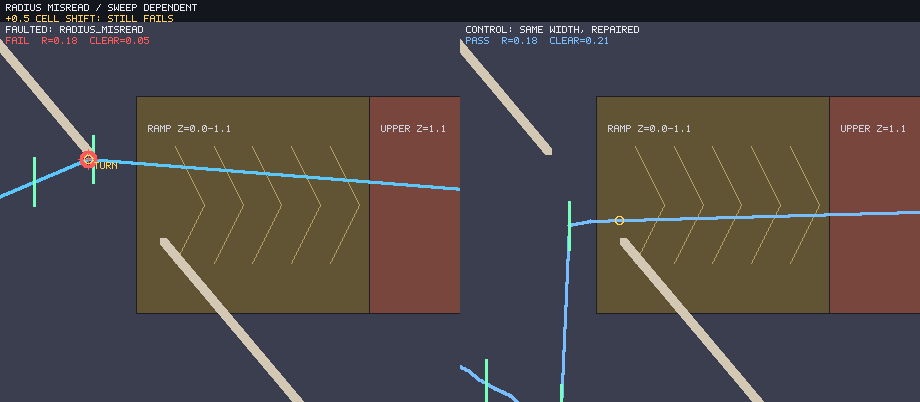 RADIUS MISREAD / SWEEP DEPENDENT
+0.5 CELL SHIFT: STILL FAILS
FAULTED: RADIUS_MISREAD
FAIL R=0.18 CLEAR=0.05
TURN
RAMP Z=0.0-1.1
UPPER Z=1.1
CONTROL: SAME WIDTH, REPAIRED
PASS R=0.18 CLEAR=0.21
RAMP Z=0.0-1.1
UPPER Z=1.1